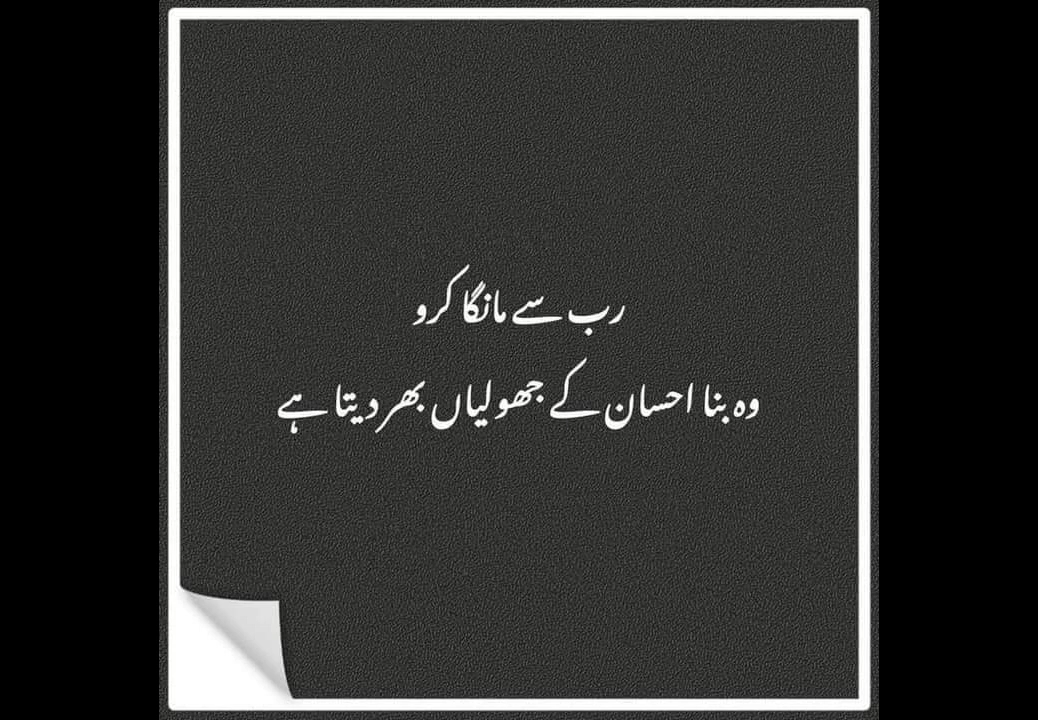 رب سے مانگا کرو
وہ بنا احسان کے جھولیاں بھر دیتا ہے